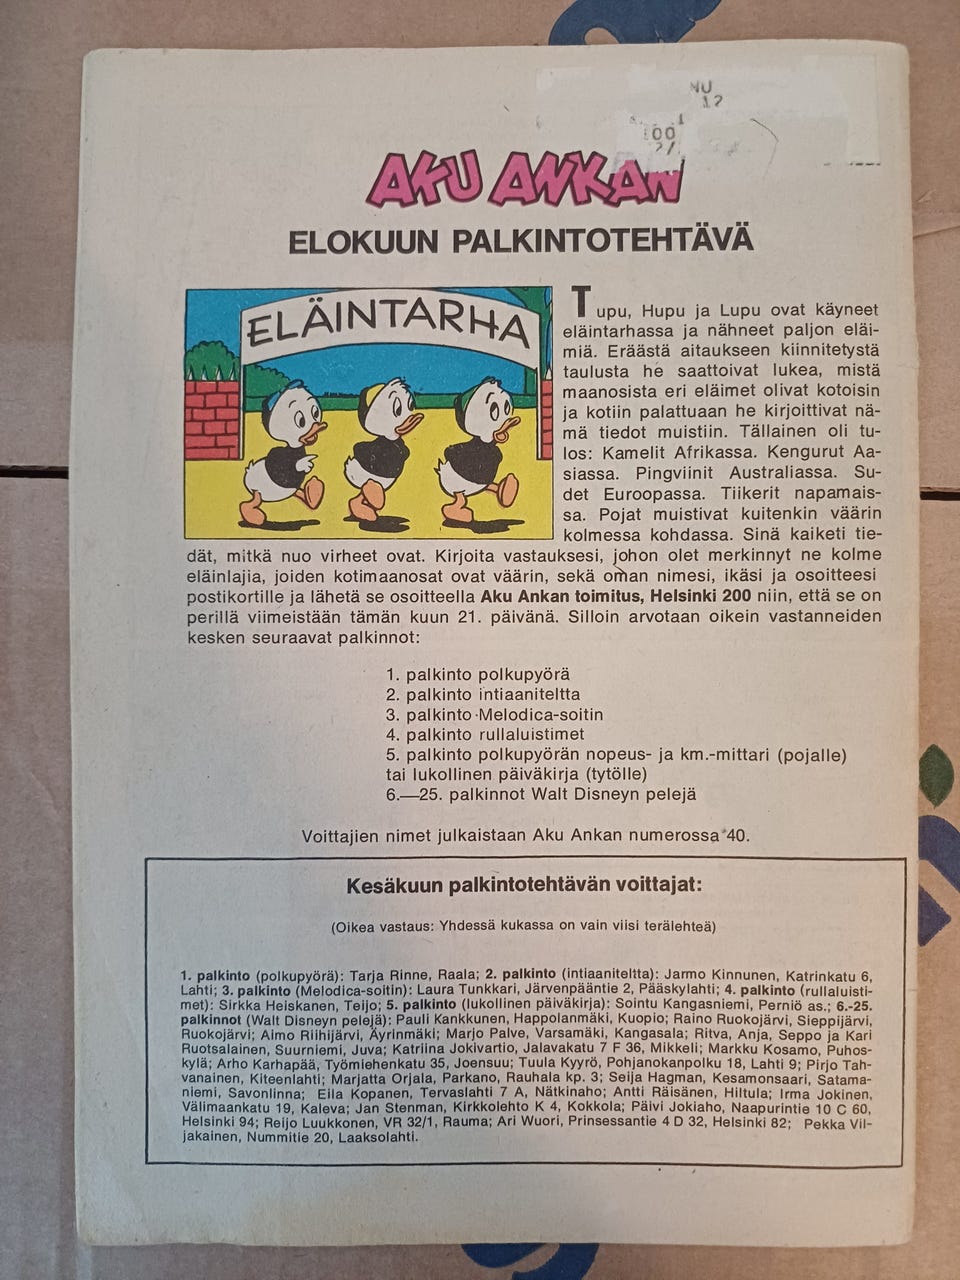 NU
12
100
2/
AKU ANKAN
ELOKUUN PALKINTOTEHTÄVÄ
ELÄINTARHA
Tupu, Hupu ja Lupu ovat käyneet
eläintarhassa ja nähneet paljon eläi-
miä. Eräästä aitaukseen kiinnitetystä
taulusta he saattoivat lukea, mistä
maanosista eri eläimet olivat kotoisin
ja kotiin palattuaan he kirjoittivat nä-
mä tiedot muistiin. Tällainen oli tu-
los: Kamelit Afrikassa. Kengurut Aa-
siassa. Pingviinit Australiassa. Su-
det Euroopassa. Tiikerit napamais-
sa. Pojat muistivat kuitenkin väärin
kolmessa kohdassa. Sinä kaiketi tie-
dät, mitkä nuo virheet ovat. Kirjoita vastauksesi, johon olet merkinnyt ne kolme
eläinlajia, joiden kotimaanosat ovat väärin, sekä oman nimesi, ikäsi ja osoitteesi
postikortille ja lähetä se osoitteella Aku Ankan toimitus, Helsinki 200 niin, että se on
perillä viimeistään tämän kuun 21. päivänä. Silloin arvotaan oikein vastanneiden
kesken seuraavat palkinnot:
1. palkinto polkupyörä
2. palkinto intiaaniteltta
3. palkinto Melodica-soitin
4. palkinto rullaluistimet
5. palkinto polkupyörän nopeus- ja km.-mittari (pojalle)
tai lukollinen päiväkirja (tytölle)
6.—25. palkinnot Walt Disneyn pelejä
Voittajien nimet julkaistaan Aku Ankan numerossa 40.
Kesäkuun palkintotehtävän voittajat:
(Oikea vastaus: Yhdessä kukassa on vain viisi terälehteä)
1. palkinto (polkupyörä): Tarja Rinne, Raala; 2. palkinto (intiaaniteltta): Jarmo Kinnunen, Katrinkatu 6,
Lahti; 3. palkinto (Melodica-soitin): Laura Tunkkari, Järvenpääntie 2, Pääskylahti; 4. palkinto (rullaluisti-
met): Sirkka Heiskanen, Teijo; 5. palkinto (lukollinen päiväkirja): Sointu Kangasniemi, Perniö as.; 6.-25.
palkinnot (Walt Disneyn pelejä): Pauli Kankkunen, Happolanmäki, Kuopio; Raino Ruokojärvi, Sieppijärvi,
Ruokojärvi; Aimo Riihijärvi, Äyrinmäki; Marjo Palve, Varsamäki, Kangasala; Ritva, Anja, Seppo ja Kari
Ruotsalainen, Suurniemi, Juva; Katriina Jokivartio, Jalavakatu 7 F 36, Mikkeli; Markku Kosamo, Puhos-
kylä; Arho Karhapää, Työmiehenkatu 35, Joensuu; Tuula Kyyrö, Pohjanokanpolku 18, Lahti 9; Pirjo Tah-
vanainen, Kiteenlahti; Marjatta Orjala, Parkano, Rauhala kp. 3; Seija Hagman, Kesamonsaari, Satama-
niemi, Savonlinna; Eila Kopanen, Tervaslahti 7 A, Nätkinaho; Antti Räisänen, Hiltula; Irma Jokinen,
Välimaankatu 19, Kaleva; Jan Stenman, Kirkkolehto K 4, Kokkola; Päivi Jokiaho, Naapurintie 10 C 60,
Helsinki 94; Reijo Luukkonen, VR 32/1, Rauma; Ari Wuori, Prinsessantie 4 D 32, Helsinki 82; Pekka Vil-
jakainen, Nummitie 20, Laaksolahti.